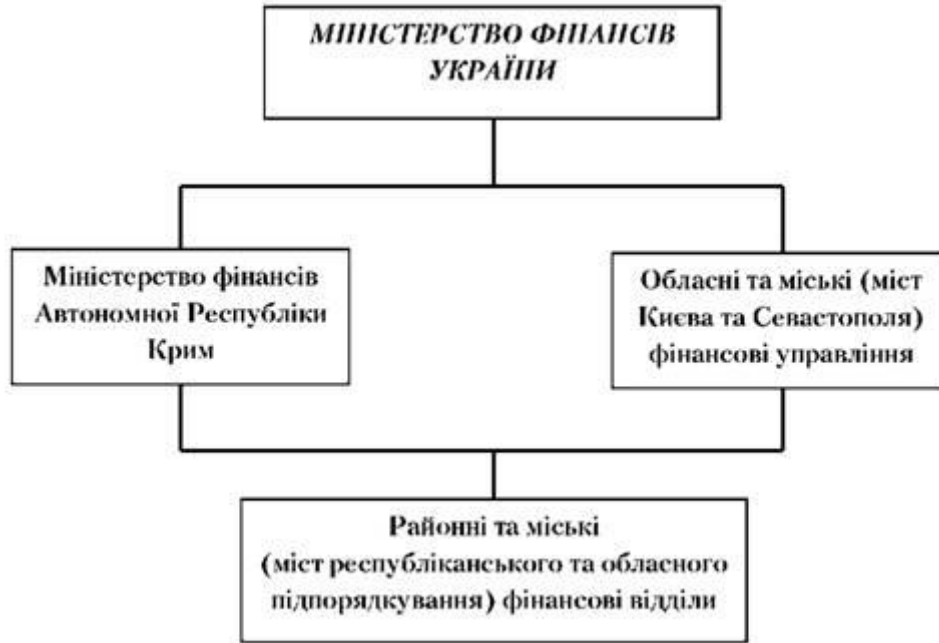 МІНІСТЕРСТВО ФІНАНСІВ
УКРАЇНИ
Міністерство фінансів
Автономної Республіки
Крим
Обласні та міські (міст
Києва та Севастополя)
фінансові управління
Районні та міські
(міст республіканського та обласного
підпорядкування) фінансові відділи